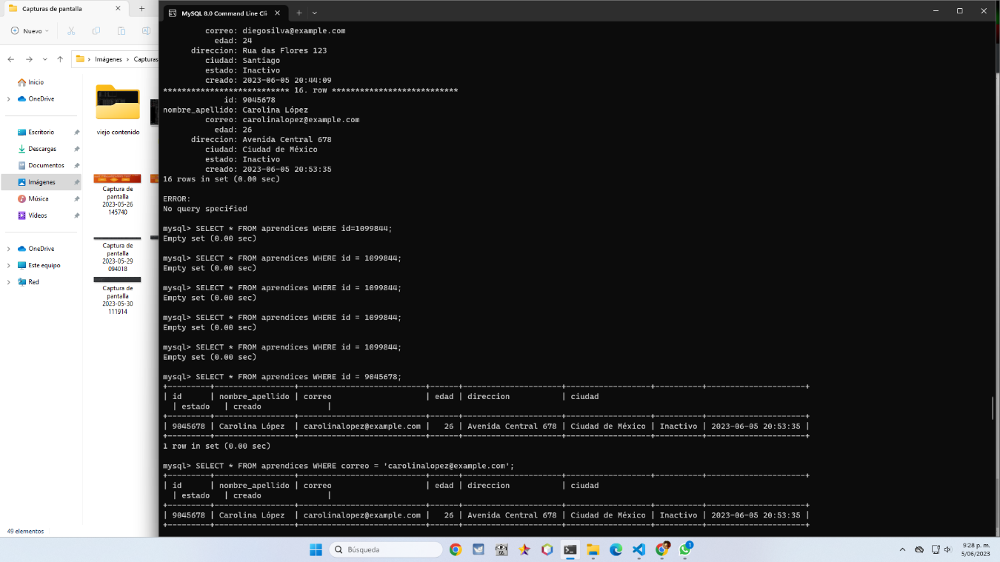 Capturas de pantalla
Nuevo
Imágenes
Capturas
Inicio
OneDrive
Escritorio
Descargas
Documentos
Imágenes
Música
Vídeos
OneDrive
Este equipo
Red
viejo contenido
Captura de
pantalla
2023-05-26
145740
Captura de
pantalla
2023-05-29
094018
Captura de
pantalla
2023-05-30
111914
49 elementos
MySQL 8.0 Command Line Cli
correo: diegosilva@example.com
edad: 24
direccion: Rua das Flores 123
ciudad: Santiago
estado: Inactivo
creado: 2023-06-05 20:44:09
*************************** 16. row ***************************
id: 9045678
nombre_apellido: Carolina López
correo: carolinalopez@example.com
edad: 26
direccion: Avenida Central 678
ciudad: Ciudad de México
estado: Inactivo
creado: 2023-06-05 20:53:35
16 rows in set (0.00 sec)
ERROR:
No query specified
mysql> SELECT * FROM aprendices WHERE id=1099844;
Empty set (0.00 sec)
mysql> SELECT * FROM aprendices WHERE id = 1099844;
Empty set (0.00 sec)
mysql> SELECT * FROM aprendices WHERE id = 1099844;
Empty set (0.00 sec)
mysql> SELECT * FROM aprendices WHERE id = 1099844;
Empty set (0.00 sec)
mysql> SELECT * FROM aprendices WHERE id = 1099844;
Empty set (0.00 sec)
mysql> SELECT * FROM aprendices WHERE id = 9045678;
+---------+-----------------+----------------------------+------+---------------------+------------------+----------+---------------------+
| id | nombre_apellido | correo | edad | direccion | ciudad
| estado | creado |
+---------+-----------------+----------------------------+------+---------------------+------------------+----------+---------------------+
| 9045678 | Carolina López | carolinalopez@example.com | 26 | Avenida Central 678 | Ciudad de México | Inactivo | 2023-06-05 20:53:35 |
+---------+-----------------+----------------------------+------+---------------------+------------------+----------+---------------------+
1 row in set (0.00 sec)
mysql> SELECT * FROM aprendices WHERE correo = 'carolinalopez@example.com';
+---------+-----------------+----------------------------+------+---------------------+------------------+----------+---------------------+
| id | nombre_apellido | correo | edad | direccion | ciudad
| estado | creado |
+---------+-----------------+----------------------------+------+---------------------+------------------+----------+---------------------+
| 9045678 | Carolina López | carolinalopez@example.com | 26 | Avenida Central 678 | Ciudad de México | Inactivo | 2023-06-05 20:53:35 |
+---------+-----------------+----------------------------+------+---------------------+------------------+----------+---------------------+
Búsqueda
1
9:28 p. m.
5/06/2023